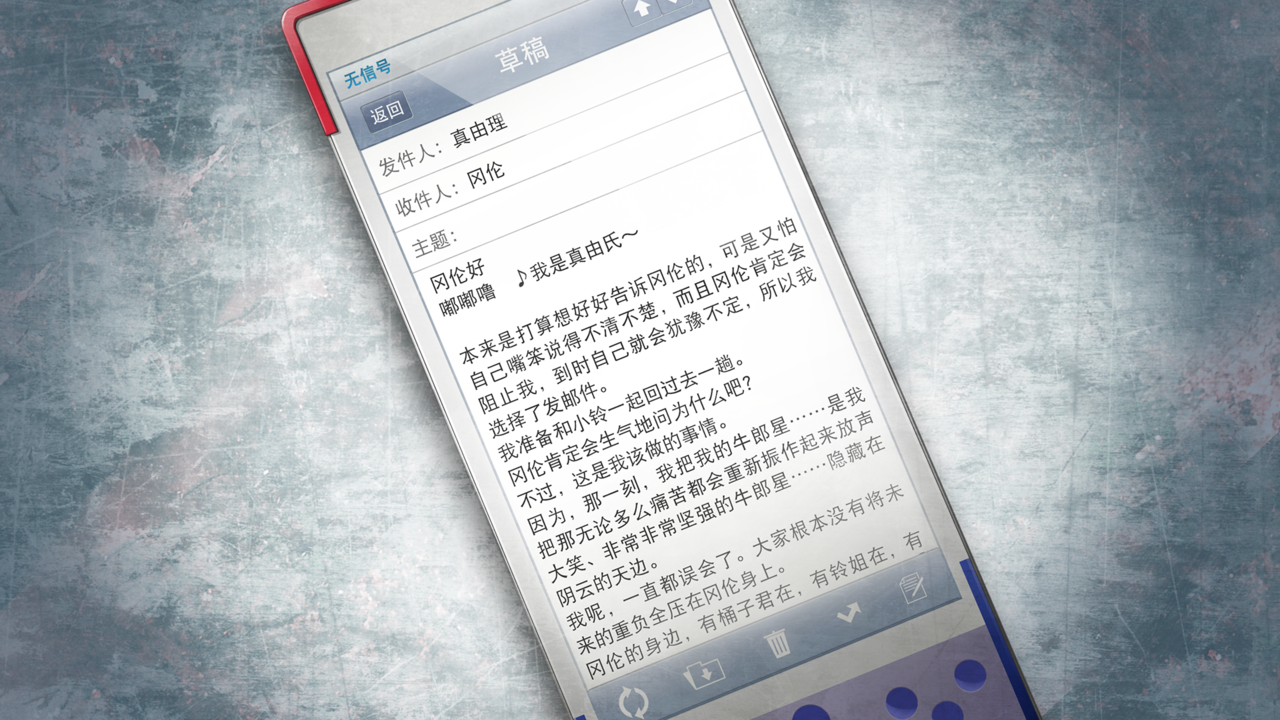 无信号
草稿
返回
发件人：真由理
收件人：冈伦
主题：
冈伦好
嘟嘟噜　♪我是真由氏～
本来是打算想好好告诉冈伦的，可是又怕
自己嘴笨说得不清不楚，而且冈伦肯定会
阻止我，到时自己就会犹豫不定，所以我
选择了发邮件。
我准备和小铃一起回过去一趟。
冈伦肯定会生气地问为什么吧？
不过，这是我该做的事情。
因为，那一刻，我把我的牛郎星……是我
把那无论多么痛苦都会重新振作起来放声
大笑、非常非常坚强的牛郎星……隐藏在
阴云的天边。
我呢，一直都误会了。大家根本没有将未
来的重负全压在冈伦身上。
冈伦的身边，有桶子君在，有铃姐在，有